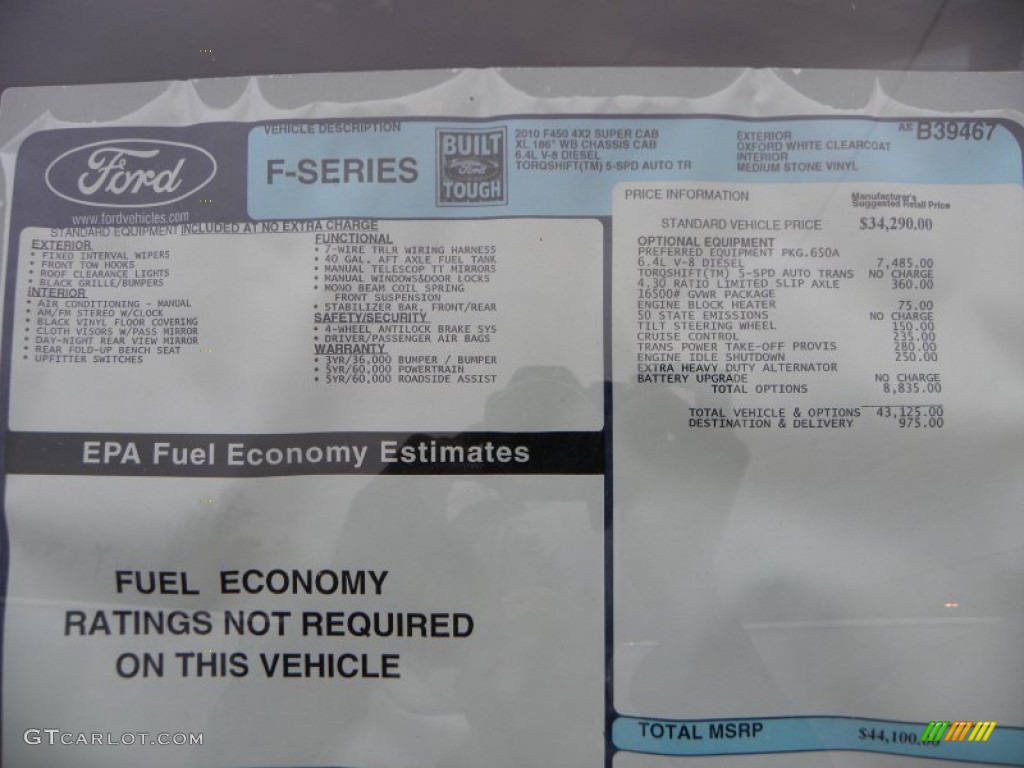 Ford
www.fordvehicles.com
VEHICLE DESCRIPTION
F-SERIES
BUILT
Ford
TOUGH
2010 F450 4X2 SUPER CAB
XL 186" WB CHASSIS CAB
6.4L V-8 DIESEL
TORQSHIFT(TM) 5-SPD AUTO TR
EXTERIOR
OXFORD WHITE CLEARCOAT
INTERIOR
MEDIUM STONE VINYL
B39467
STANDARD EQUIPMENT INCLUDED AT NO EXTRA CHARGE
EXTERIOR
• FIXED INTERVAL WIPERS
• FRONT TOW HOOKS
• ROOF CLEARANCE LIGHTS
• BLACK GRILLE/BUMPERS
INTERIOR
• AIR CONDITIONING - MANUAL
• AM/FM STEREO W/CLOCK
• BLACK VINYL FLOOR COVERING
• CLOTH VISORS W/PASS MIRROR
• DAY-NIGHT REAR VIEW MIRROR
• REAR FOLD-UP BENCH SEAT
• UPFITTER SWITCHES
FUNCTIONAL
• 7-WIRE TRLR WIRING HARNESS
• 40 GAL. AFT AXLE FUEL TANK
• MANUAL TELESCOP TT MIRRORS
• MANUAL WINDOWS&DOOR LOCKS
• MONO BEAM COIL SPRING
FRONT SUSPENSION
• STABILIZER BAR, FRONT/REAR
SAFETY/SECURITY
• 4-WHEEL ANTILOCK BRAKE SYS
• DRIVER/PASSENGER AIR BAGS
WARRANTY
• 3YR/36,000 BUMPER / BUMPER
• 5YR/60,000 POWERTRAIN
• 5YR/60,000 ROADSIDE ASSIST
EPA Fuel Economy Estimates
FUEL ECONOMY
RATINGS NOT REQUIRED
ON THIS VEHICLE
PRICE INFORMATION
Manufacturer's
Suggested Retail Price
STANDARD VEHICLE PRICE $34,290.00
OPTIONAL EQUIPMENT
PREFERRED EQUIPMENT PKG.650A
6.4L V-8 DIESEL 7,485.00
TORQSHIFT(TM) 5-SPD AUTO TRANS NO CHARGE
4.30 RATIO LIMITED SLIP AXLE 360.00
16500# GVWR PACKAGE
ENGINE BLOCK HEATER 75.00
50 STATE EMISSIONS NO CHARGE
TILT STEERING WHEEL 150.00
CRUISE CONTROL 235.00
TRANS POWER TAKE-OFF PROVIS 280.00
ENGINE IDLE SHUTDOWN 250.00
EXTRA HEAVY DUTY ALTERNATOR
BATTERY UPGRADE NO CHARGE
TOTAL OPTIONS 8,835.00
TOTAL VEHICLE & OPTIONS 43,125.00
DESTINATION & DELIVERY 975.00
TOTAL MSRP $44,100.00
GTCARLOT.COM